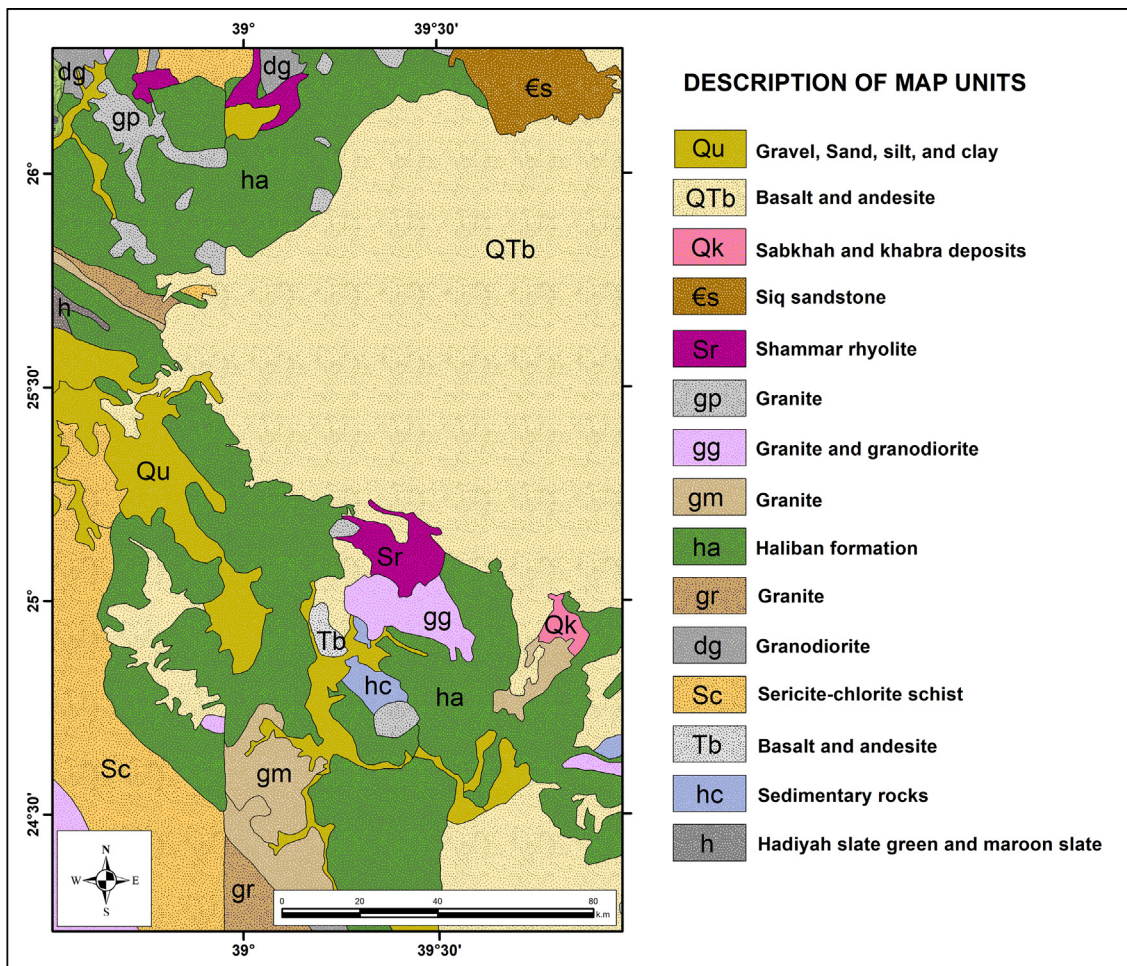 39°
39°30'
26°
25°30'
25°
24°30'
dg
dg
€s
gp
ha
QTb
h
Qu
Sr
gg
Qk
Tb
hc
ha
Sc
gm
gr
N
W
E
S
0
20
40
80
k.m
39°
39°30'
DESCRIPTION OF MAP UNITS
Qu Gravel, Sand, silt, and clay
QTb Basalt and andesite
Qk Sabkhah and khabra deposits
€s Siq sandstone
Sr Shammar rhyolite
gp Granite
gg Granite and granodiorite
gm Granite
ha Haliban formation
gr Granite
dg Granodiorite
Sc Sericite-chlorite schist
Tb Basalt and andesite
hc Sedimentary rocks
h Hadiyah slate green and maroon slate